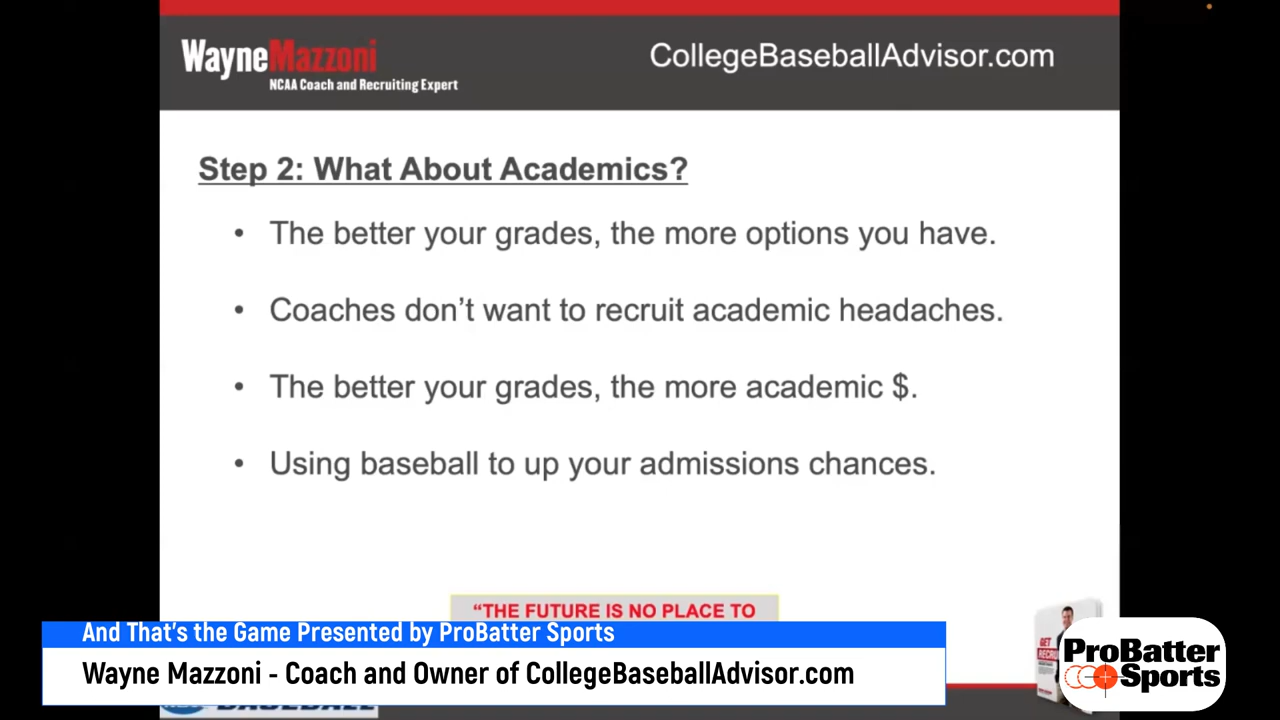 WayneMazzoni
NCAA Coach and Recruiting Expert
CollegeBaseballAdvisor.com
Step 2: What About Academics?
• The better your grades, the more options you have.
• Coaches don’t want to recruit academic headaches.
• The better your grades, the more academic $.
• Using baseball to up your admissions chances.
“THE FUTURE IS NO PLACE TO
And That's the Game Presented by ProBatter Sports
Wayne Mazzoni - Coach and Owner of CollegeBaseballAdvisor.com
GET
ProBatter
Sports
BASEBALL